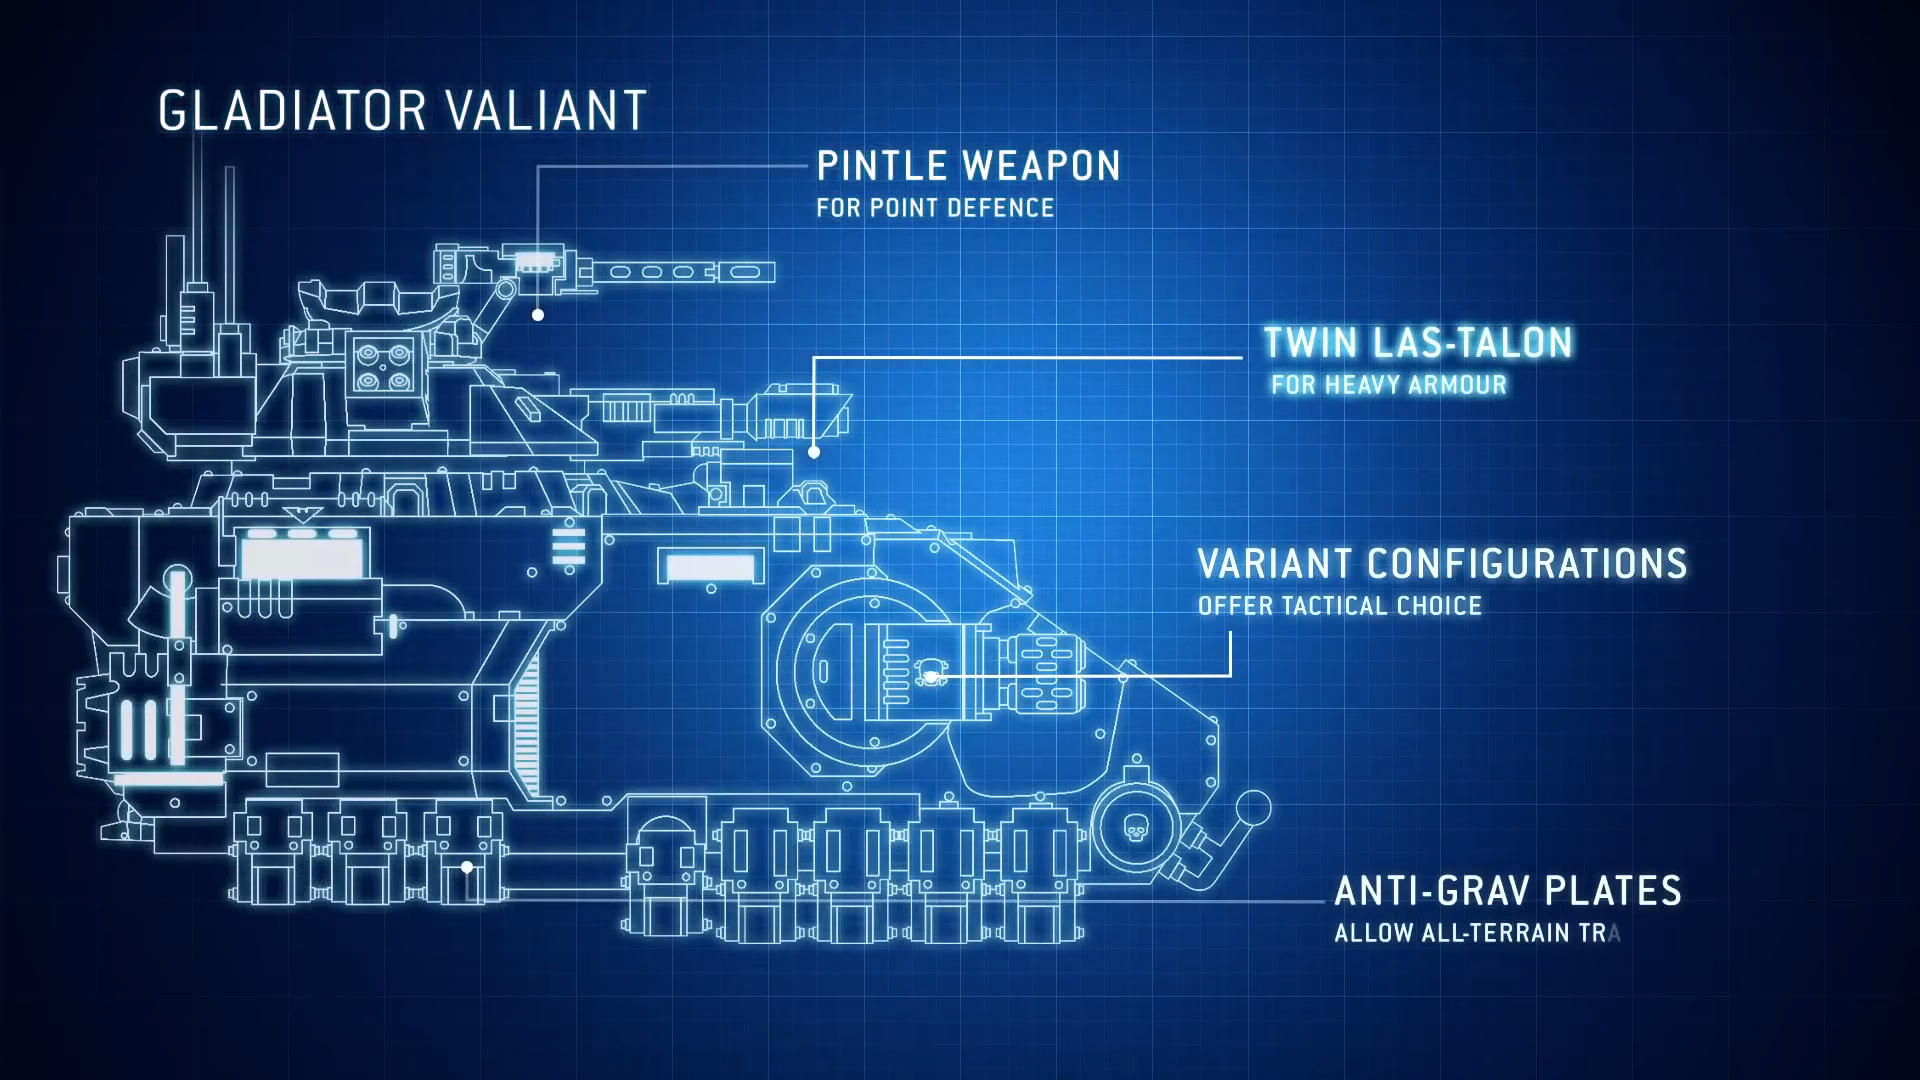 GLADIATOR VALIANT
PINTLE WEAPON
FOR POINT DEFENCE
TWIN LAS-TALON
FOR HEAVY ARMOUR
VARIANT CONFIGURATIONS
OFFER TACTICAL CHOICE
ANTI-GRAV PLATES
ALLOW ALL-TERRAIN TRA